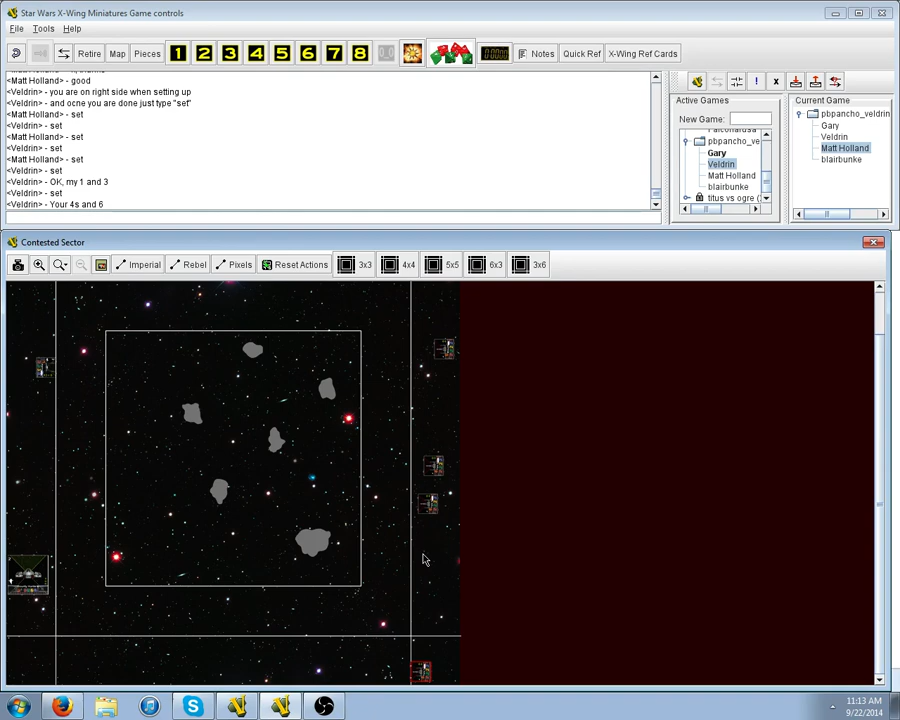 Star Wars X-Wing Miniatures Game controls
File Tools Help
Retire Map Pieces 1 2 3 4 5 6 7 8 Notes Quick Ref X-Wing Ref Cards
<Matt Holland> - good
<Veldrin> - you are on right side when setting up
<Veldrin> - and ocne you are done just type "set"
<Matt Holland> - set
<Veldrin> - set
<Matt Holland> - set
<Veldrin> - set
<Matt Holland> - set
<Veldrin> - set
<Veldrin> - OK, my 1 and 3
<Veldrin> - set
<Veldrin> - Your 4s and 6
Active Games
New Game:
pbpancho_ve
Gary
Veldrin
Matt Holland
blairbunke
titus vs ogre (
Current Game
pbpancho_veldrin
Gary
Veldrin
Matt Holland
blairbunke
Contested Sector
Imperial Rebel Pixels Reset Actions 3x3 4x4 5x5 6x3 3x6
11:13 AM
9/22/2014